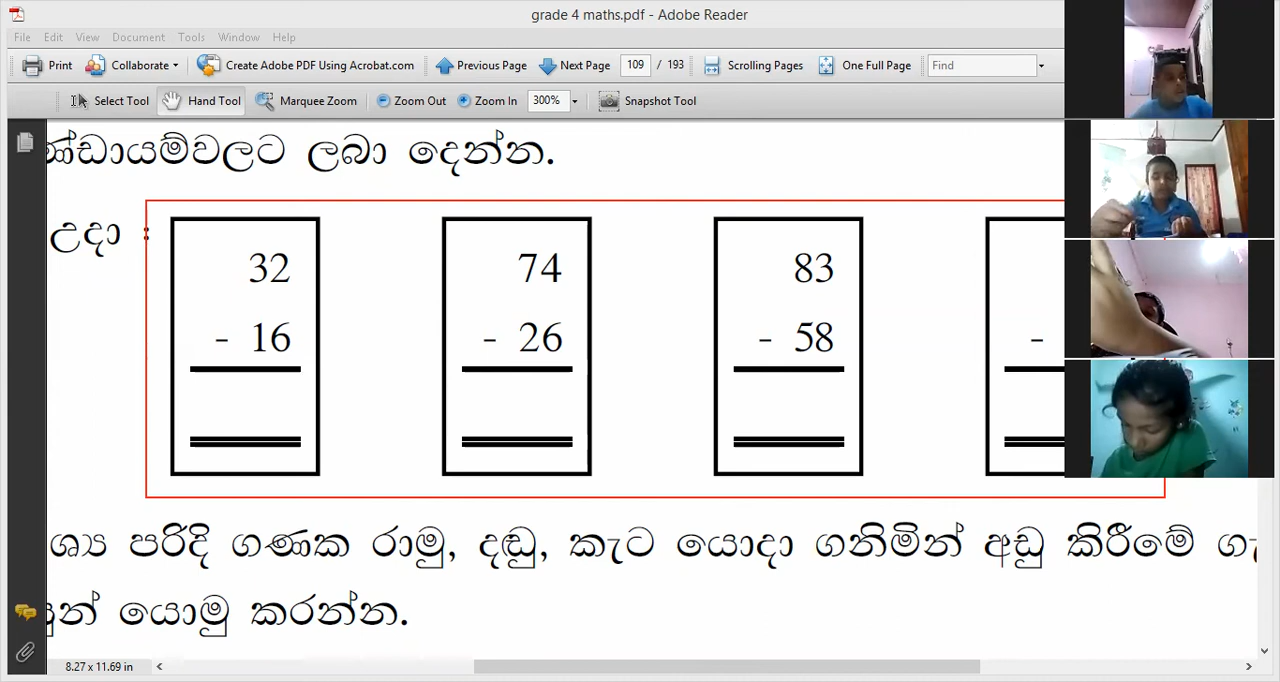 grade 4 maths.pdf - Adobe Reader
File Edit View Document Tools Window Help
Print Collaborate Create Adobe PDF Using Acrobat.com Previous Page Next Page 109 / 193 Scrolling Pages One Full Page Find
Select Tool Hand Tool Marquee Zoom Zoom Out Zoom In 300% Snapshot Tool
ලබා දෙන්න.
උදා :
32 74 83
- 16 - 26 - 58 -
පරිදි ගණක රාමු, දඬු, කැට යොදා ගනිමින් අඩු කිරීමේ
යොමු කරන්න.
8.27 x 11.69 in